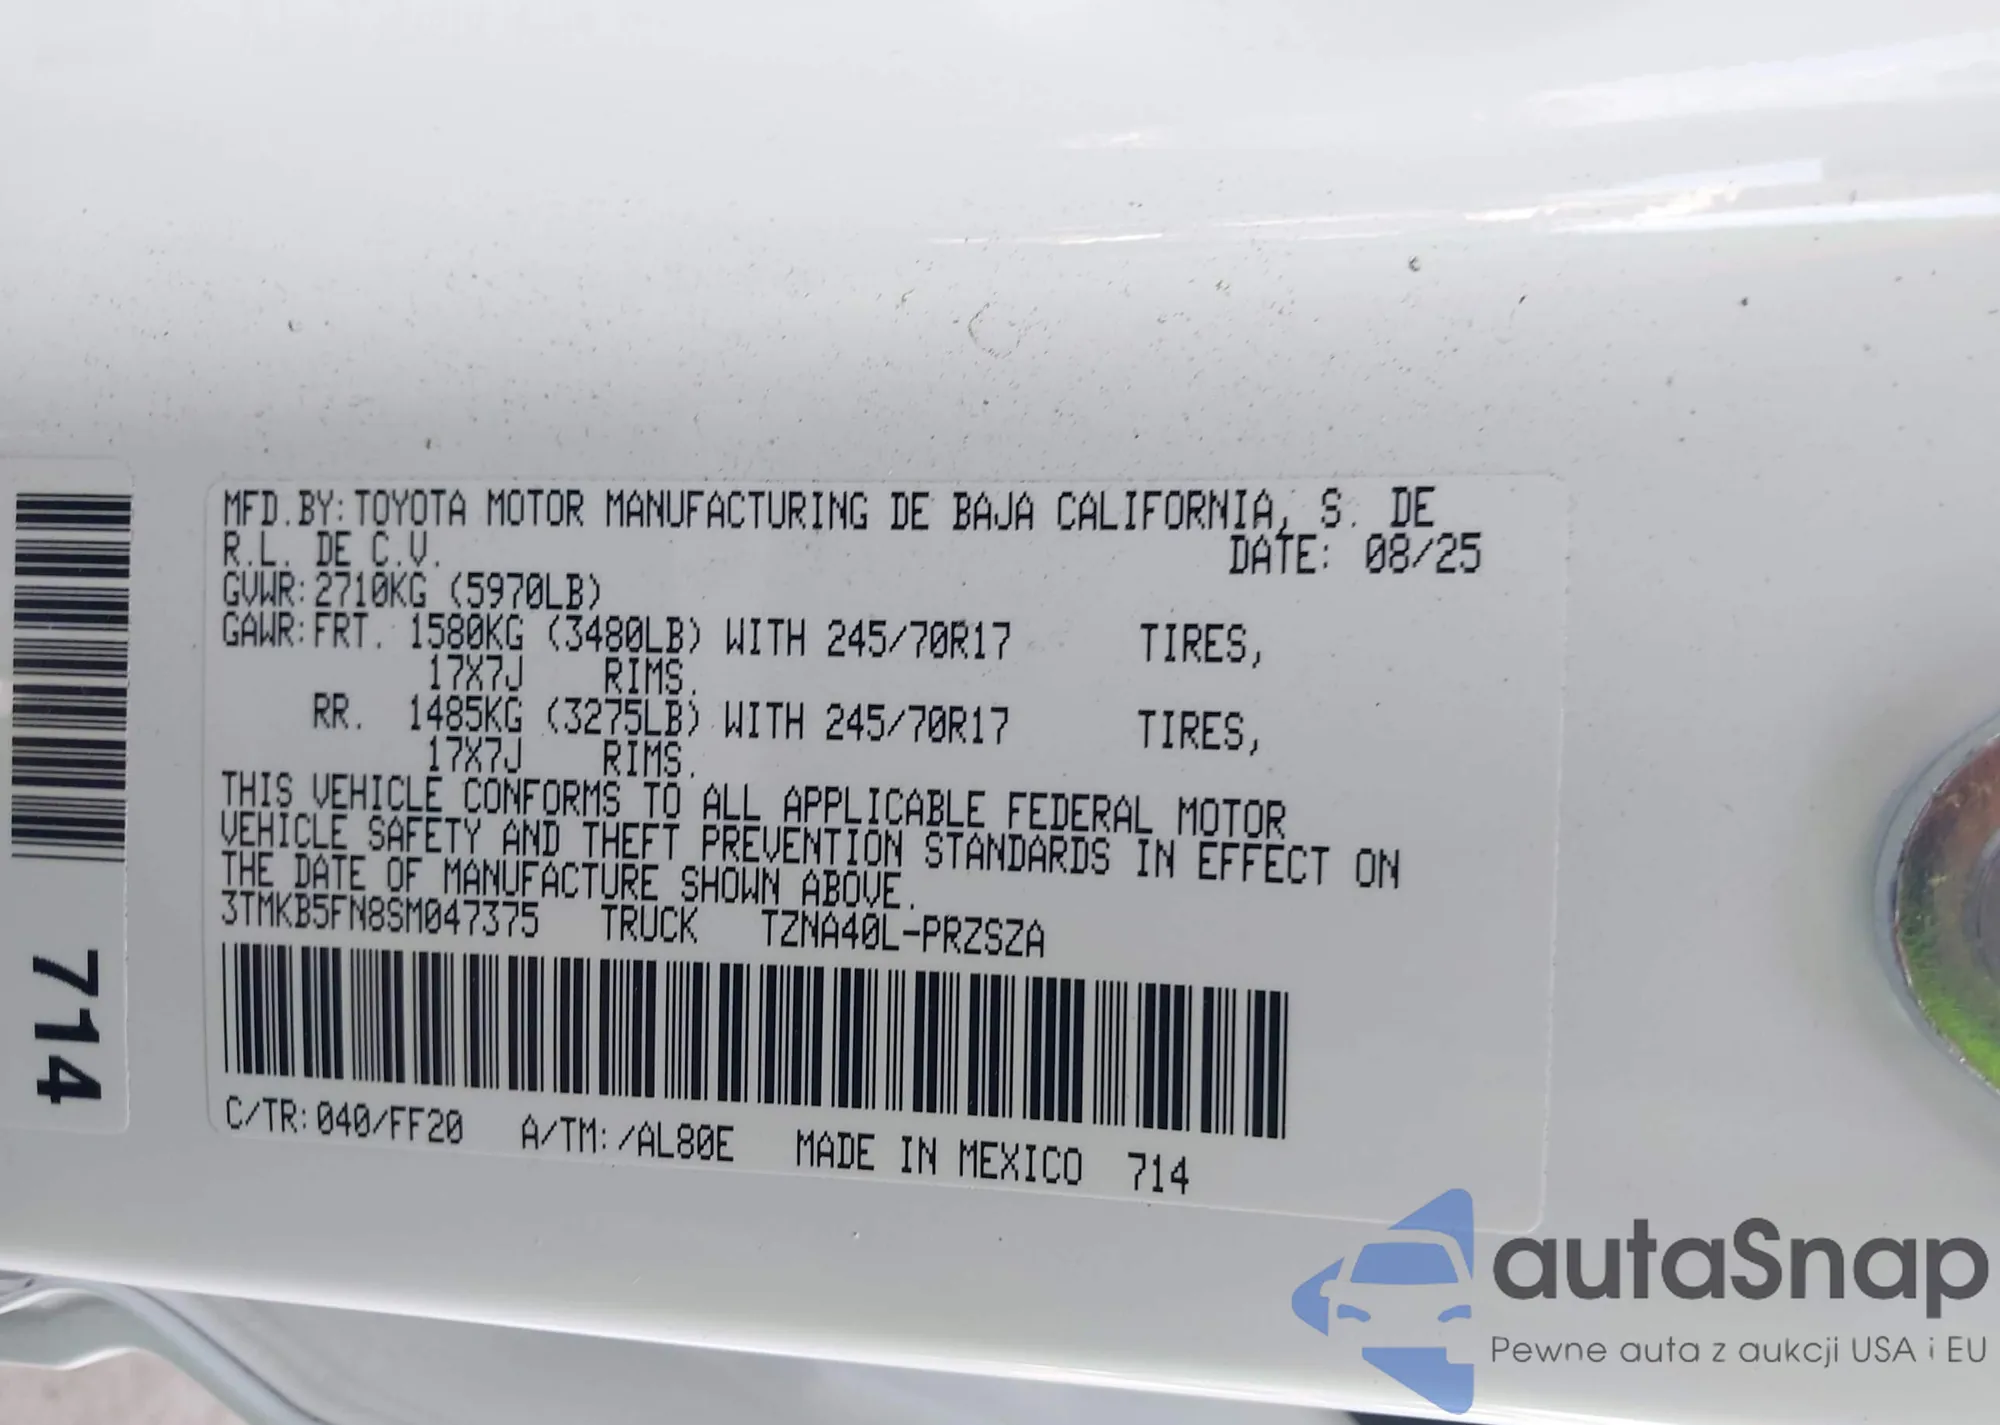 MFD.BY:TOYOTA MOTOR MANUFACTURING DE BAJA CALIFORNIA, S. DE
R.L. DE C.V. DATE: 08/25
GVWR:2710KG (5970LB)
GAWR:FRT. 1580KG (3480LB) WITH 245/70R17 TIRES,
17X7J RIMS.
RR. 1485KG (3275LB) WITH 245/70R17 TIRES,
17X7J RIMS.
THIS VEHICLE CONFORMS TO ALL APPLICABLE FEDERAL MOTOR
VEHICLE SAFETY AND THEFT PREVENTION STANDARDS IN EFFECT ON
THE DATE OF MANUFACTURE SHOWN ABOVE.
3TMKB5FN8SM047375 TRUCK TZNA40L-PRZSZA
C/TR:040/FF20 A/TM:/AL80E MADE IN MEXICO 714
714
autaSnap
Pewne auta z aukcji USA i EU